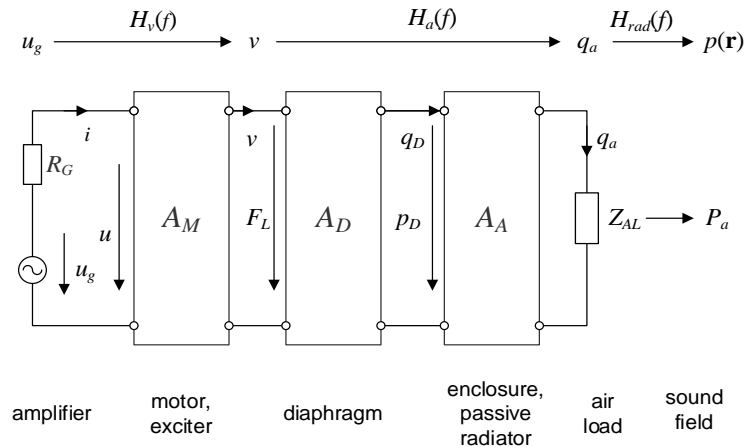 H_v(f) H_a(f) H_rad(f)
u_g v q_a p(r)
i v q_D q_a
R_G
A_M A_D A_A
u F_L p_D Z_AL P_a
u_g
amplifier motor, exciter diaphragm enclosure, passive radiator air load sound field